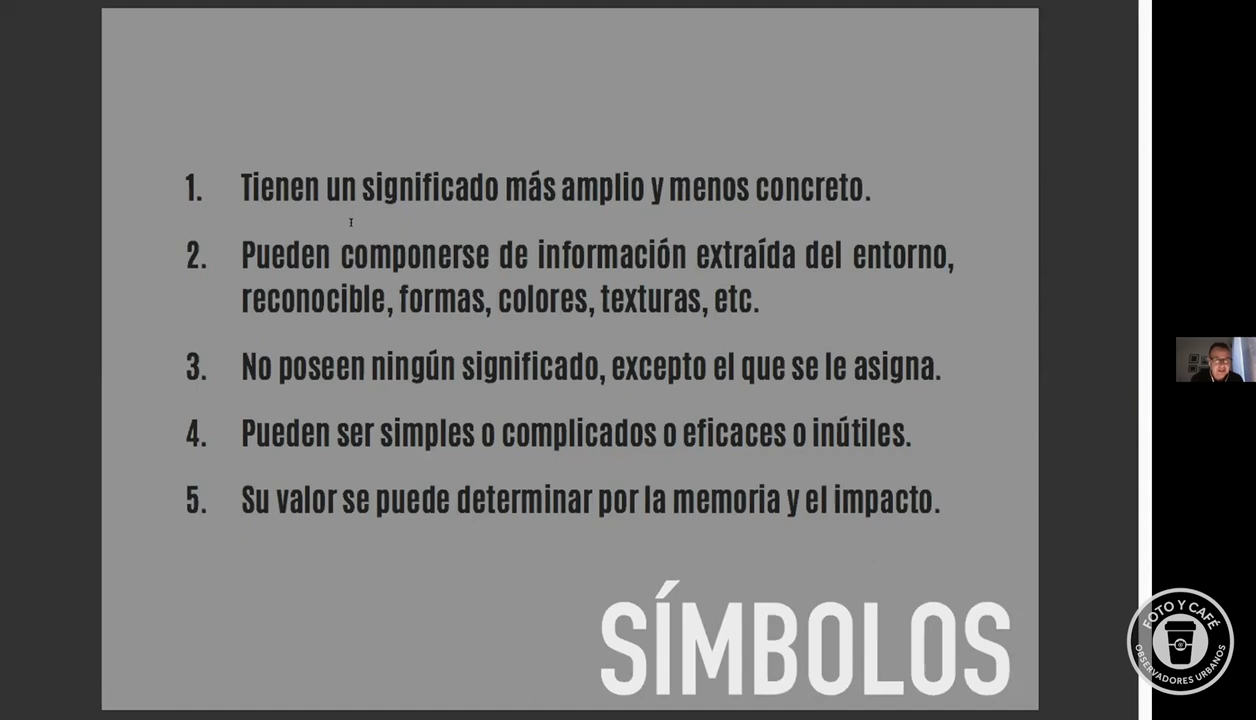 1. Tienen un significado más amplio y menos concreto.
2. Pueden componerse de información extraída del entorno,
reconocible, formas, colores, texturas, etc.
3. No poseen ningún significado, excepto el que se le asigna.
4. Pueden ser simples o complicados o eficaces o inútiles.
5. Su valor se puede determinar por la memoria y el impacto.
SÍMBOLOS
FOTO Y CAFÉ
OBSERVADORES URBANOS